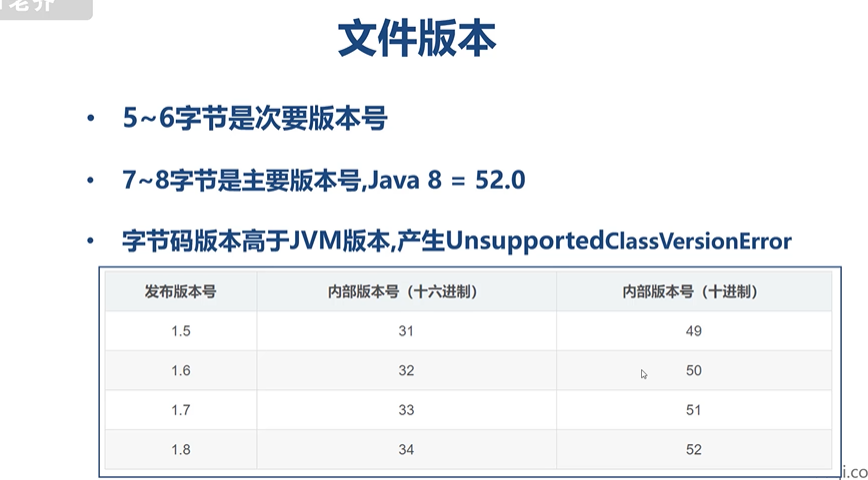 文件版本
5~6字节是次要版本号
7~8字节是主要版本号,Java 8 = 52.0
字节码版本高于JVM版本,产生UnsupportedClassVersionError
发布版本号 内部版本号（十六进制） 内部版本号（十进制）
1.5 31 49
1.6 32 50
1.7 33 51
1.8 34 52
ji.co